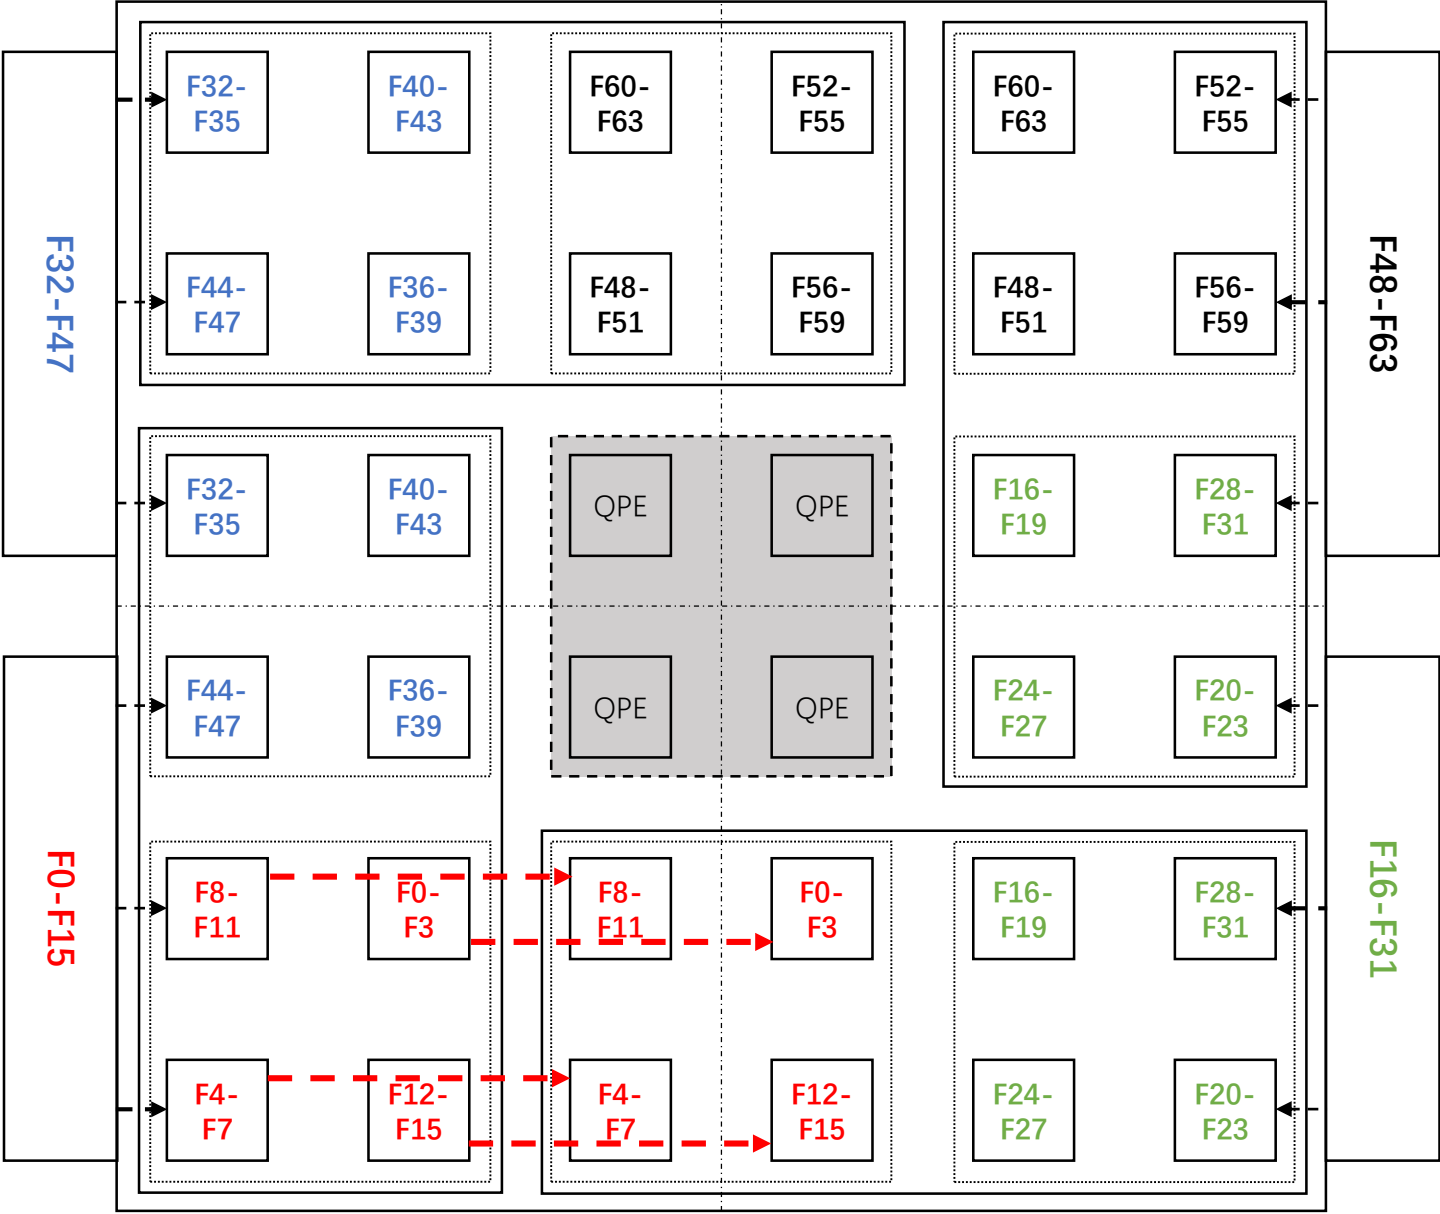 F32-
F35
F40-
F43
F60-
F63
F52-
F55
F60-
F63
F52-
F55
F44-
F47
F36-
F39
F48-
F51
F56-
F59
F48-
F51
F56-
F59
F32-F47
F48-F63
F32-
F35
F40-
F43
QPE
QPE
F16-
F19
F28-
F31
F44-
F47
F36-
F39
QPE
QPE
F24-
F27
F20-
F23
F0-F15
F16-F31
F8-
F11
F0-
F3
F8-
F11
F0-
F3
F16-
F19
F28-
F31
F4-
F7
F12-
F15
F4-
F7
F12-
F15
F24-
F27
F20-
F23